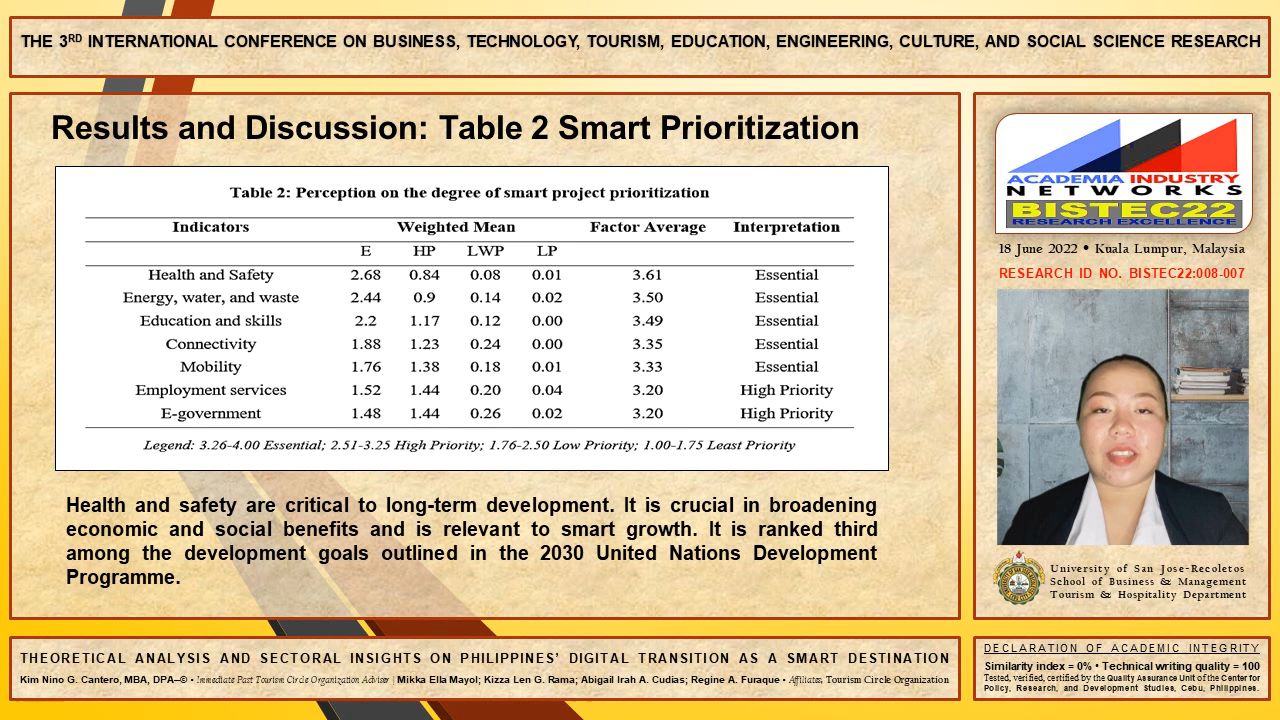 THE 3RD INTERNATIONAL CONFERENCE ON BUSINESS, TECHNOLOGY, TOURISM, EDUCATION, ENGINEERING, CULTURE, AND SOCIAL SCIENCE RESEARCH
Results and Discussion: Table 2 Smart Prioritization
Table 2: Perception on the degree of smart project prioritization
Indicators Weighted Mean Factor Average Interpretation
E HP LWP LP
Health and Safety 2.68 0.84 0.08 0.01 3.61 Essential
Energy, water, and waste 2.44 0.9 0.14 0.02 3.50 Essential
Education and skills 2.2 1.17 0.12 0.00 3.49 Essential
Connectivity 1.88 1.23 0.24 0.00 3.35 Essential
Mobility 1.76 1.38 0.18 0.01 3.33 Essential
Employment services 1.52 1.44 0.20 0.04 3.20 High Priority
E-government 1.48 1.44 0.26 0.02 3.20 High Priority
Legend: 3.26-4.00 Essential; 2.51-3.25 High Priority; 1.76-2.50 Low Priority; 1.00-1.75 Least Priority
Health and safety are critical to long-term development. It is crucial in broadening
economic and social benefits and is relevant to smart growth. It is ranked third
among the development goals outlined in the 2030 United Nations Development
Programme.
ACADEMIA INDUSTRY
NETWORKS
BISTEC22
RESEARCH EXCELLENCE
18 June 2022 • Kuala Lumpur, Malaysia
RESEARCH ID NO. BISTEC22:008-007
University of San Jose-Recoletos
School of Business & Management
Tourism & Hospitality Department
THEORETICAL ANALYSIS AND SECTORAL INSIGHTS ON PHILIPPINES' DIGITAL TRANSITION AS A SMART DESTINATION
Kim Nino G. Cantero, MBA, DPA–© • Immediate Past Tourism Circle Organization Advisor | Mikka Ella Mayol; Kizza Len G. Rama; Abigail Irah A. Cudias; Regine A. Furaque • Affiliates, Tourism Circle Organization
DECLARATION OF ACADEMIC INTEGRITY
Similarity index = 0% • Technical writing quality = 100
Tested, verified, certified by the Quality Assurance Unit of the Center for
Policy, Research, and Development Studies, Cebu, Philippines.